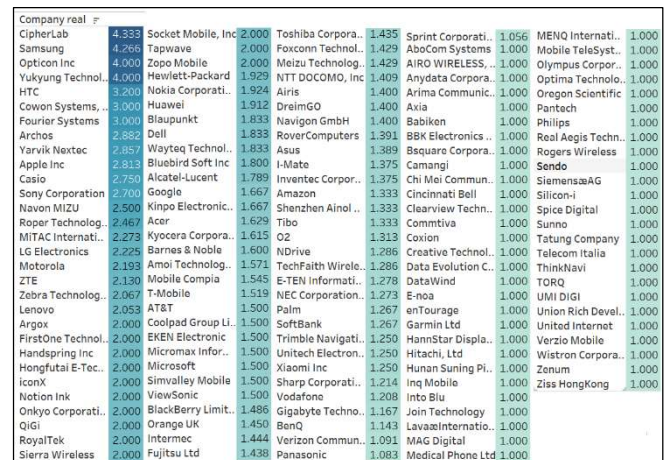 Company real
CipherLab 4.333
Samsung 4.266
Opticon Inc 4.000
Yukyung Technol.. 4.000
HTC 3.200
Cowon Systems, .. 3.000
Fourier Systems 3.000
Archos 2.882
Yarvik Nextec 2.857
Apple Inc 2.813
Casio 2.750
Sony Corporation 2.700
Navon MIZU 2.500
Roper Technolog.. 2.467
MiTAC Internati.. 2.273
LG Electronics 2.225
Motorola 2.193
ZTE 2.130
Zebra Technolog.. 2.067
Lenovo 2.053
Argox 2.000
FirstOne Technol.. 2.000
Handspring Inc 2.000
Hongfutai E-Tec.. 2.000
iconX 2.000
Notion Ink 2.000
Onkyo Corporati.. 2.000
QiGi 2.000
RoyalTek 2.000
Sierra Wireless 2.000
Socket Mobile, Inc 2.000
Tapwave 2.000
Zopo Mobile 2.000
Hewlett-Packard 1.929
Nokia Corporati.. 1.924
Huawei 1.912
Blaupunkt 1.833
Dell 1.833
Wayteq Technol.. 1.833
Bluebird Soft Inc 1.800
Alcatel-Lucent 1.789
Google 1.667
Kinpo Electronic.. 1.667
Acer 1.629
Kyocera Corpora.. 1.615
Barnes & Noble 1.600
Amoi Technolog.. 1.571
Mobile Compia 1.545
T-Mobile 1.519
AT&T 1.500
Coolpad Group Li.. 1.500
EKEN Electronic 1.500
Micromax Infor.. 1.500
Microsoft 1.500
Simvalley Mobile 1.500
ViewSonic 1.500
BlackBerry Limit.. 1.486
Orange UK 1.450
Intermec 1.444
Fujitsu Ltd 1.438
Toshiba Corpora.. 1.435
Foxconn Technol.. 1.429
Meizu Technolog.. 1.429
NTT DOCOMO, Inc 1.409
Airis 1.400
DreimGO 1.400
Navigon GmbH 1.400
RoverComputers 1.391
Asus 1.389
I-Mate 1.375
Inventec Corpor.. 1.375
Amazon 1.333
Shenzhen Ainol .. 1.333
Tibo 1.333
O2 1.313
NDrive 1.286
TechFaith Wirele.. 1.286
E-TEN Informati.. 1.278
NEC Corporation.. 1.273
Palm 1.267
SoftBank 1.267
Trimble Navigati.. 1.250
Unitech Electron.. 1.250
Xiaomi Inc 1.250
Sharp Corporati.. 1.214
Vodafone 1.208
Gigabyte Techno.. 1.167
BenQ 1.143
Verizon Commun.. 1.091
Panasonic 1.083
Sprint Corporati.. 1.056
AboCom Systems 1.000
AIRO WIRELESS, .. 1.000
Anydata Corpora.. 1.000
Arima Communic.. 1.000
Axia 1.000
Babiken 1.000
BBK Electronics .. 1.000
Bsquare Corpora.. 1.000
Camangi 1.000
Chi Mei Commun.. 1.000
Cincinnati Bell 1.000
Clearview Techn.. 1.000
Commtiva 1.000
Coxion 1.000
Creative Technol.. 1.000
Data Evolution C.. 1.000
DataWind 1.000
E-noa 1.000
enTourage 1.000
Garmin Ltd 1.000
HannStar Displa.. 1.000
Hitachi, Ltd 1.000
Hunan Suning Pi.. 1.000
Inq Mobile 1.000
Into Blu 1.000
Join Technology 1.000
LavaæInternatio.. 1.000
MAG Digital 1.000
Medical Phone Ltd 1.000
MENQ Internati.. 1.000
Mobile TeleSyst.. 1.000
Olympus Corpor.. 1.000
Optima Technolo.. 1.000
Oregon Scientific 1.000
Pantech 1.000
Philips 1.000
Real Aegis Techn.. 1.000
Rogers Wireless 1.000
Sendo 1.000
SiemensæAG 1.000
Silicon-i 1.000
Spice Digital 1.000
Sunno 1.000
Tatung Company 1.000
Telecom Italia 1.000
ThinkNavi 1.000
TORQ 1.000
UMI DIGI 1.000
Union Rich Devel.. 1.000
United Internet 1.000
Verzio Mobile 1.000
Wistron Corpora.. 1.000
Zenum 1.000
Ziss HongKong 1.000